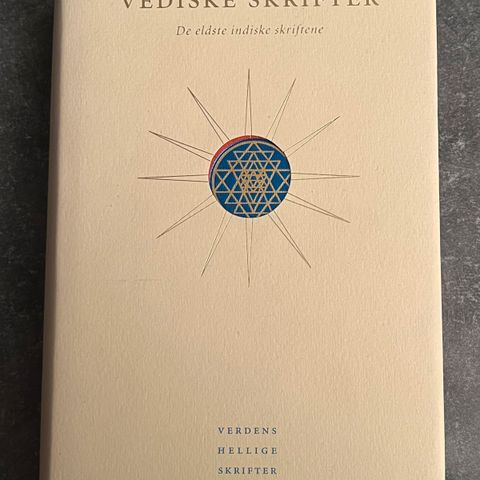 VEDISKE SKRIFTER
De eldste indiske skriftene
VERDENS
HELLIGE
SKRIFTER